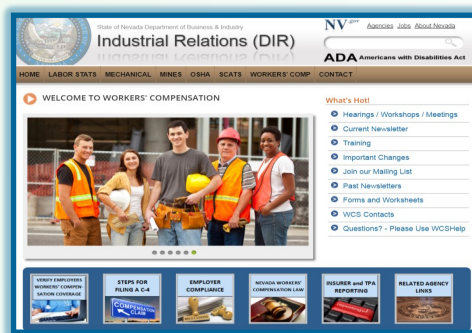 State of Nevada Department of Business & Industry
Industrial Relations (DIR)
NV.gov
Agencies Jobs About Nevada
ADA Americans with Disabilities Act
HOME LABOR STATS MECHANICAL MINES OSHA SCATS WORKERS' COMP CONTACT
WELCOME TO WORKERS' COMPENSATION
What's Hot!
Hearings / Workshops / Meetings
Current Newsletter
Training
Important Changes
Join our Mailing List
Past Newsletters
Forms and Worksheets
WCS Contacts
Questions? - Please Use WCSHelp
VERIFY EMPLOYERS
WORKERS' COMPEN-
SATION COVERAGE
STEPS FOR
FILING A C-4
COMPENSATION
CLAIM
EMPLOYER
COMPLIANCE
NEVADA WORKERS'
COMPENSATION LAW
INSURER and TPA
REPORTING
RELATED AGENCY
LINKS